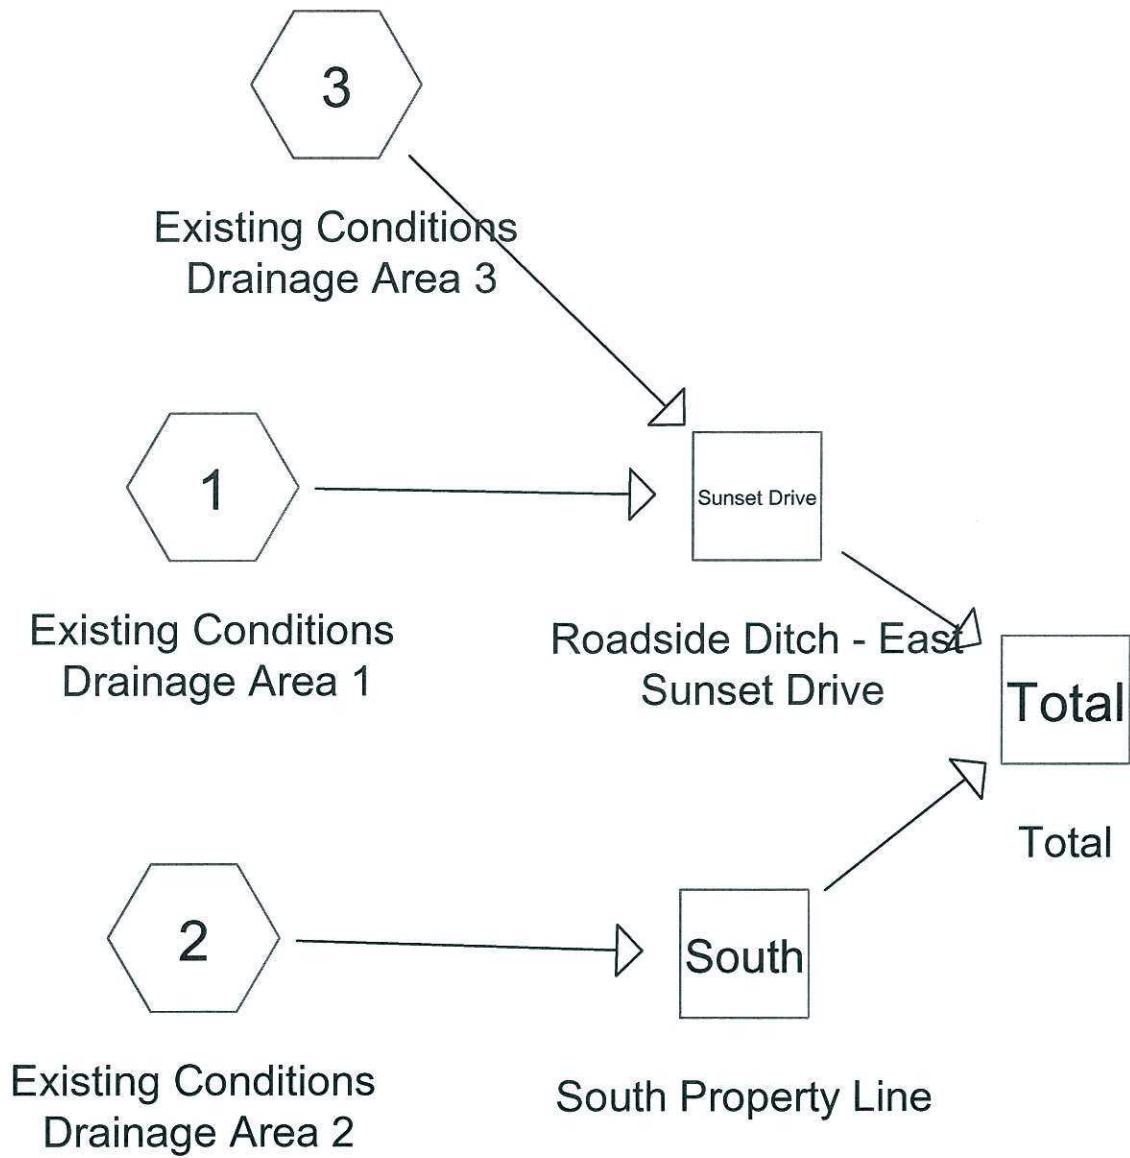 3
Existing Conditions
Drainage Area 3
1
Sunset Drive
Existing Conditions
Drainage Area 1
Roadside Ditch - East
Sunset Drive
Total
Total
2
South
Existing Conditions
Drainage Area 2
South Property Line